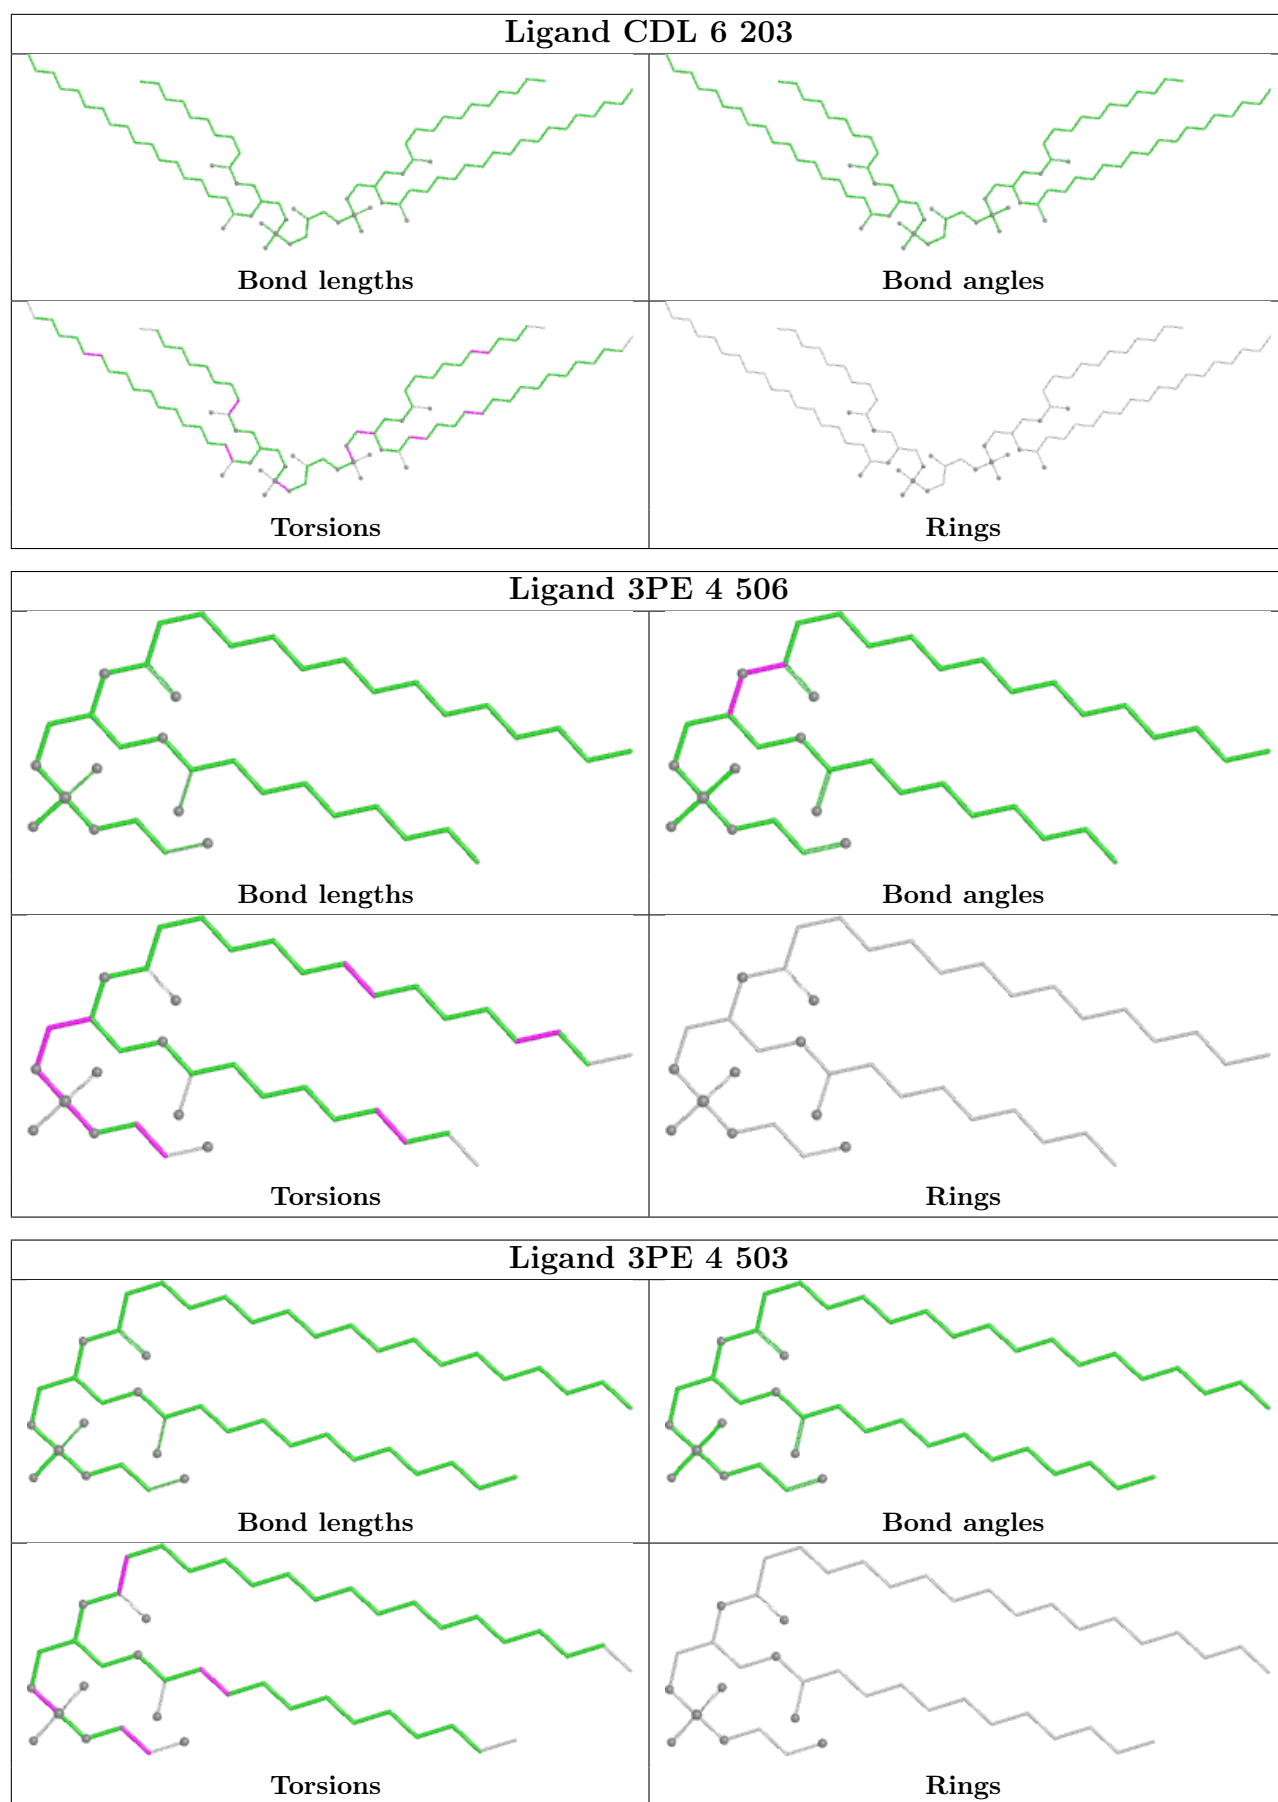 Ligand CDL 6 203
Bond lengths
Bond angles
Torsions
Rings
Ligand 3PE 4 506
Bond lengths
Bond angles
Torsions
Rings
Ligand 3PE 4 503
Bond lengths
Bond angles
Torsions
Rings